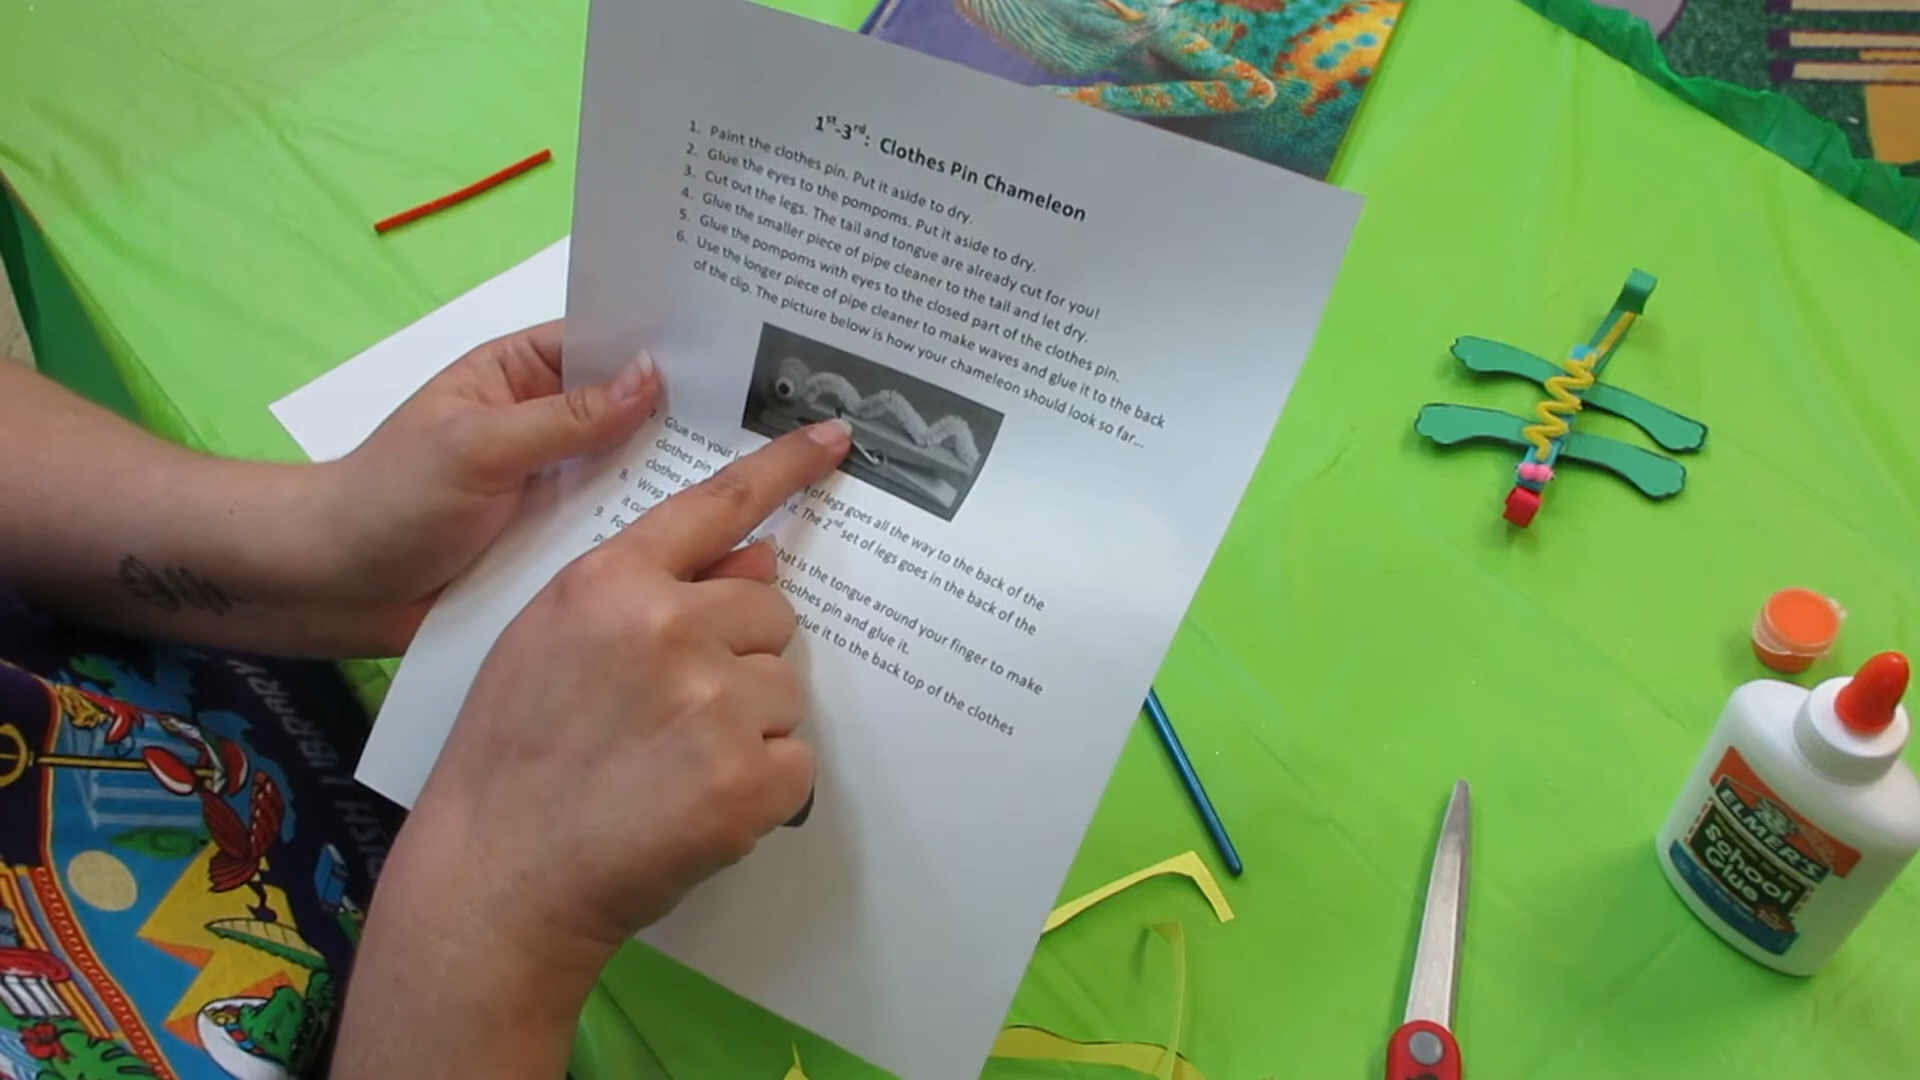 1st-3rd: Clothes Pin Chameleon
1. Paint the clothes pin. Put it aside to dry.
2. Glue the eyes to the pompoms. Put it aside to dry.
3. Cut out the legs. The tail and tongue are already cut for you!
4. Glue the smaller piece of pipe cleaner to the tail and let dry.
5. Glue the pompoms with eyes to the closed part of the clothes pin.
6. Use the longer piece of pipe cleaner to make waves and glue it to the back
of the clip. The picture below is how your chameleon should look so far...
Glue on your of legs goes all the way to the back of the
clothes pin it. The 2nd set of legs goes in the back of the
clothes
8. Wrap what is the tongue around your finger to make
it clothes pin and glue it.
9. glue it to the back top of the clothes
ELMER'S
School
Glue
LIBRARY